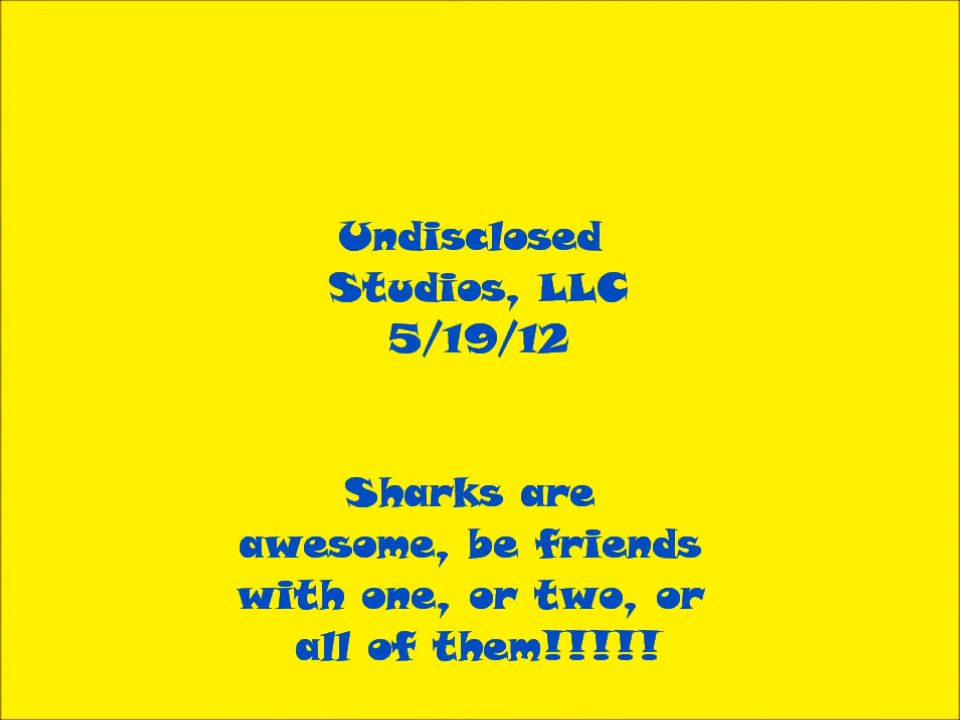 Undisclosed
Studios, LLC
5/19/12
Sharks are
awesome, be friends
with one, or two, or
all of them!!!!!